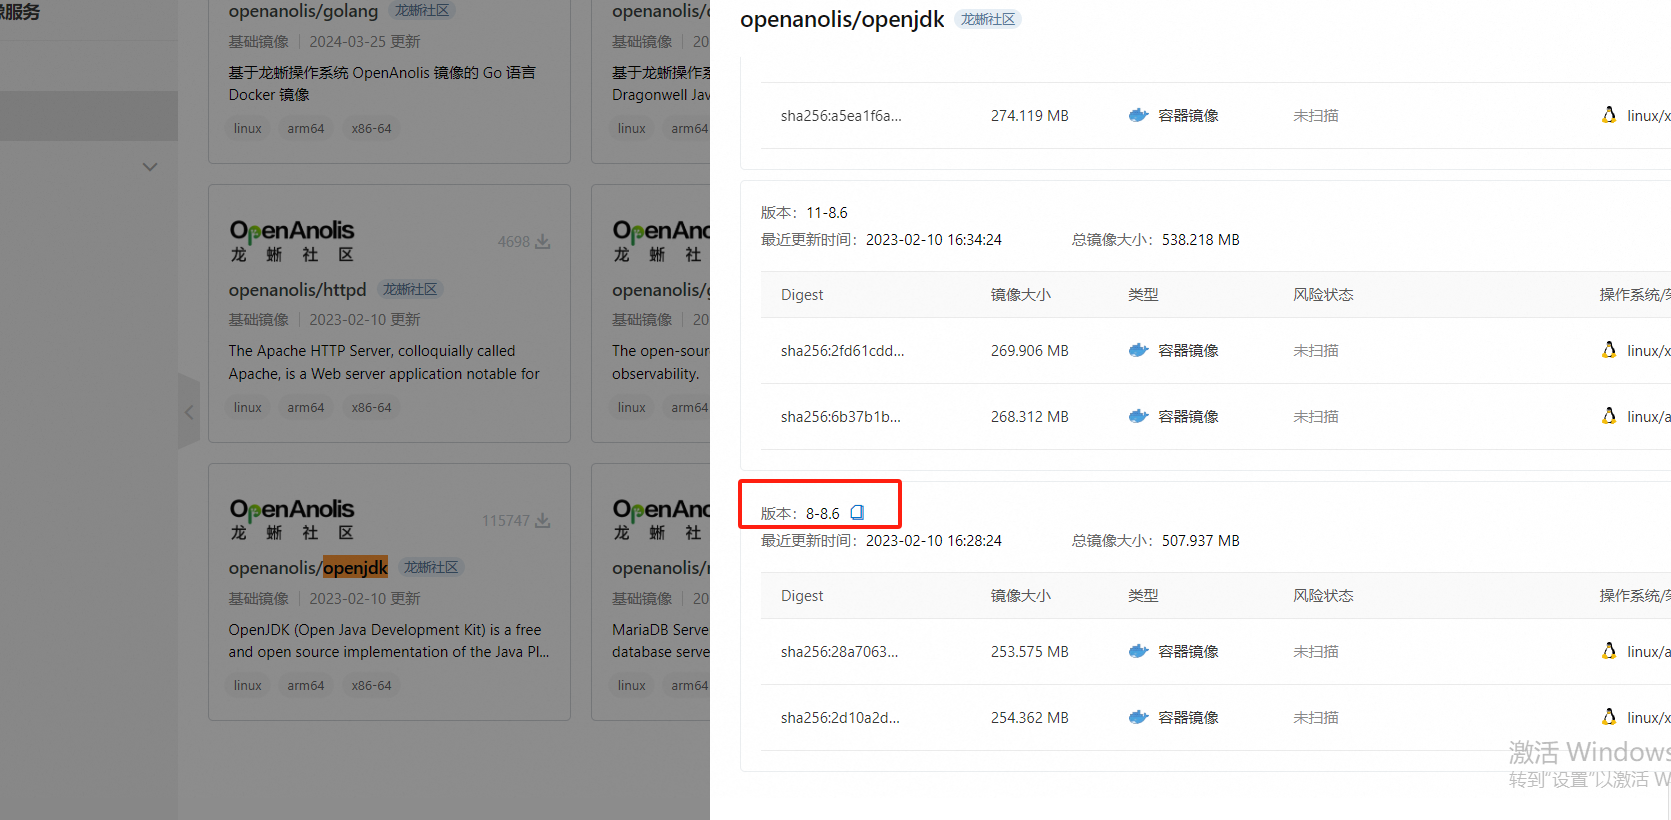 像服务
openanolis/golang 龙蜥社区
基础镜像 2024-03-25 更新
基于龙蜥操作系统 OpenAnolis 镜像的 Go 语言
Docker 镜像
linux arm64 x86-64
openanolis/
基础镜像 20
基于龙蜥操作系
Dragonwell Jav
linux arm64
OpenAnolis
龙 蜥 社 区
4698
openanolis/httpd 龙蜥社区
基础镜像 2023-02-10 更新
The Apache HTTP Server, colloquially called
Apache, is a Web server application notable for
linux arm64 x86-64
OpenAno
龙 蜥 社
openanolis/g
基础镜像 20
The open-sour
observability.
linux arm64
OpenAnolis
龙 蜥 社 区
115747
openanolis/openjdk 龙蜥社区
基础镜像 2023-02-10 更新
OpenJDK (Open Java Development Kit) is a free
and open source implementation of the Java Pl...
linux arm64 x86-64
OpenAno
龙 蜥 社
openanolis/
基础镜像 20
MariaDB Serve
database serve
linux arm64
openanolis/openjdk 龙蜥社区
sha256:a5ea1f6a... 274.119 MB 容器镜像 未扫描 linux/x
版本: 11-8.6
最近更新时间: 2023-02-10 16:34:24 总镜像大小: 538.218 MB
Digest 镜像大小 类型 风险状态 操作系统/架
sha256:2fd61cdd... 269.906 MB 容器镜像 未扫描 linux/x
sha256:6b37b1b... 268.312 MB 容器镜像 未扫描 linux/a
版本: 8-8.6
最近更新时间: 2023-02-10 16:28:24 总镜像大小: 507.937 MB
Digest 镜像大小 类型 风险状态 操作系统/架
sha256:28a7063... 253.575 MB 容器镜像 未扫描 linux/a
sha256:2d10a2d... 254.362 MB 容器镜像 未扫描 linux/x
激活 Windows
转到"设置"以激活 W